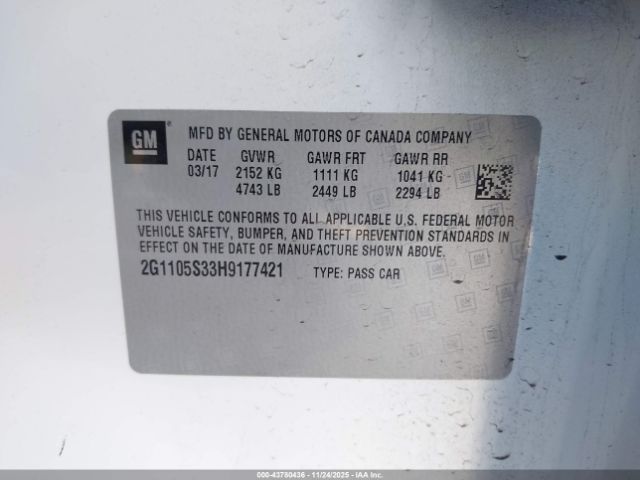 GM
MFD BY GENERAL MOTORS OF CANADA COMPANY
DATE GVWR GAWR FRT GAWR RR
03/17 2152 KG 1111 KG 1041 KG
4743 LB 2449 LB 2294 LB
THIS VEHICLE CONFORMS TO ALL APPLICABLE U.S. FEDERAL MOTOR
VEHICLE SAFETY, BUMPER, AND THEFT PREVENTION STANDARDS IN
EFFECT ON THE DATE OF MANUFACTURE SHOWN ABOVE.
2G1105S33H9177421 TYPE: PASS CAR
000-43780436 - 11/24/2025 - IAA, Inc.